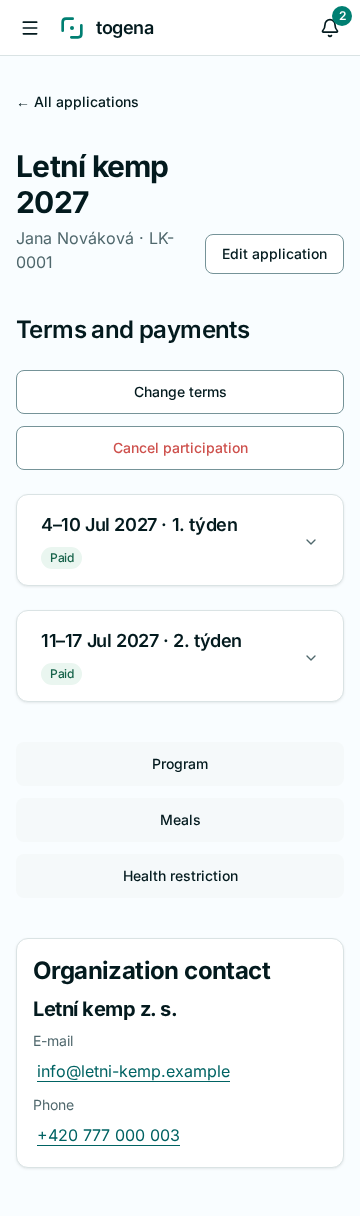 togena
2
← All applications
Letní kemp
2027
Jana Nováková · LK-
0001
Edit application
Terms and payments
Change terms
Cancel participation
4–10 Jul 2027 · 1. týden
Paid
11–17 Jul 2027 · 2. týden
Paid
Program
Meals
Health restriction
Organization contact
Letní kemp z. s.
E-mail
info@letni-kemp.example
Phone
+420 777 000 003